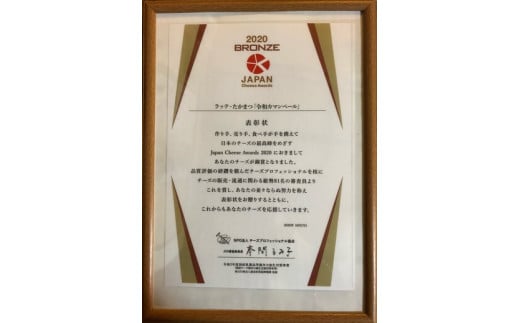 2020
BRONZE
JAPAN
Cheese Awards
ラック・たかまつ「令和カマンベール」
表彰状
作り手、売り手、食べ手が手を携えて
日本のチーズの最高峰をめざす
Japan Cheese Awards 2020 におきまして
あなたのチーズが銅賞となりました。
品質評価の研鑽を積んだチーズプロフェッショナルを核に
チーズの販売・流通に関わる総勢81名の審査員より
これを賞し、あなたの並々ならぬ努力を称え
表彰状をお贈りするとともに、
これからもあなたのチーズを応援していきます。
NPO法人 チーズプロフェッショナル協会
本間るみ子